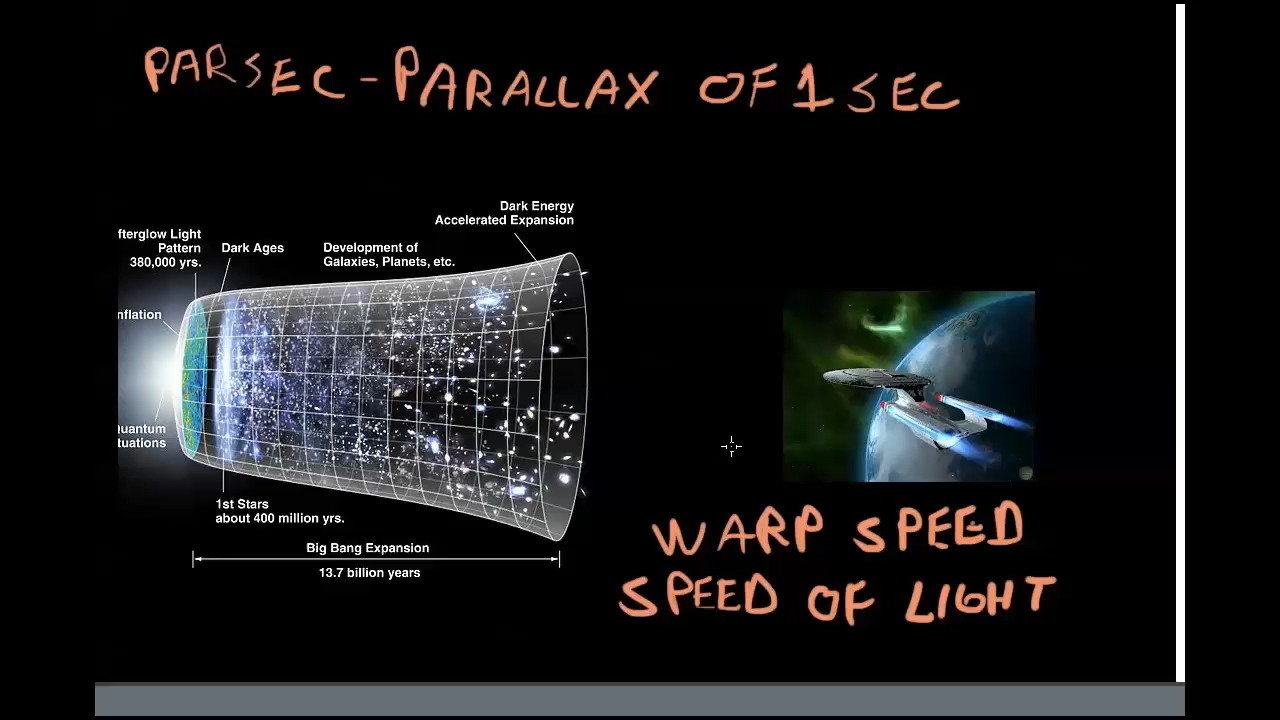 PARSEC - PARALLAX OF 1 SEC
Dark Energy
Accelerated Expansion
fterglow Light
Pattern
380,000 yrs.
Dark Ages
Development of
Galaxies, Planets, etc.
nflation
Quantum
tuations
1st Stars
about 400 million yrs.
Big Bang Expansion
13.7 billion years
WARP SPEED
SPEED OF LIGHT